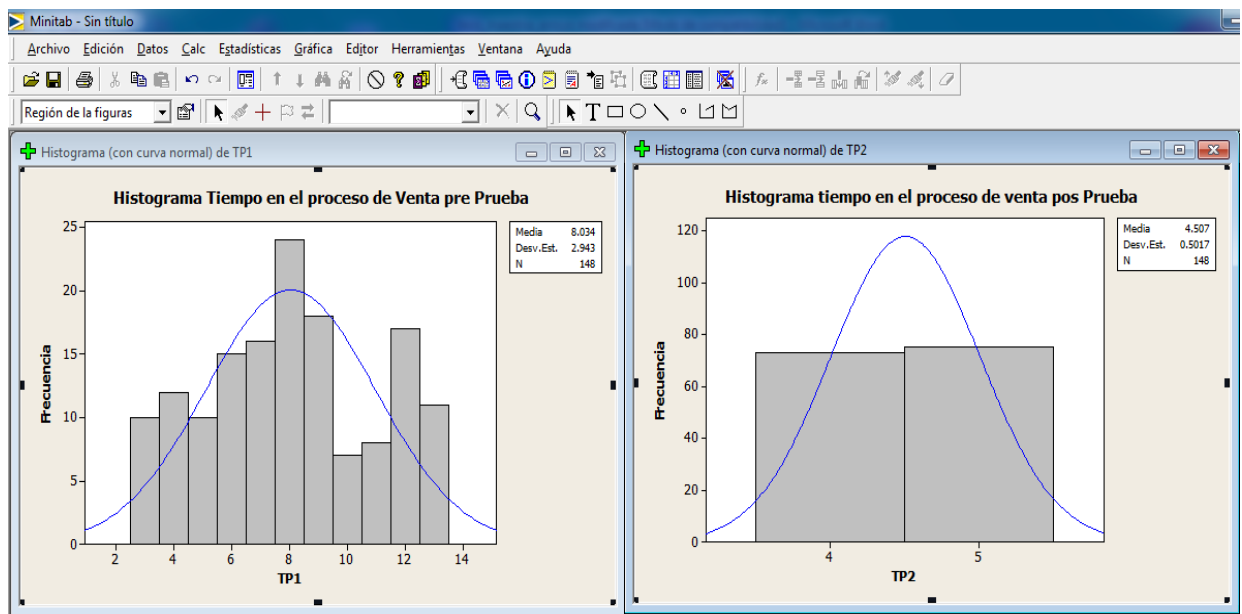 Minitab - Sin título
Archivo Edición Datos Calc Estadísticas Gráfica Editor Herramientas Ventana Ayuda
Región de la figuras
Histograma (con curva normal) de TP1
Histograma Tiempo en el proceso de Venta pre Prueba
Media 8.034
Desv.Est. 2.943
N 148
25
20
15
10
5
0
Frecuencia
2 4 6 8 10 12 14
TP1
Histograma (con curva normal) de TP2
Histograma tiempo en el proceso de venta pos Prueba
Media 4.507
Desv.Est. 0.5017
N 148
120
100
80
60
40
20
0
Frecuencia
4 5
TP2